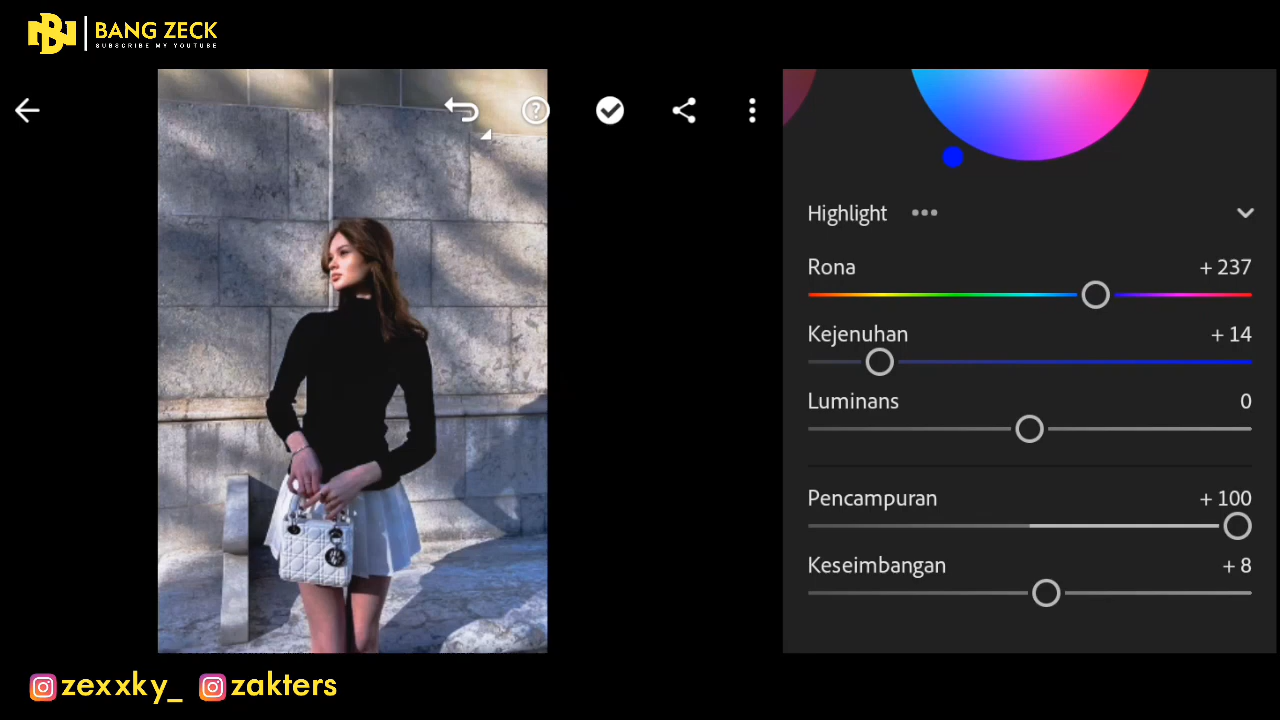 BANG ZECK
SUBSCRIBE MY YOUTUBE
Highlight
Rona +237
Kejenuhan +14
Luminans 0
Pencampuran +100
Keseimbangan +8
zexxky_ zakters